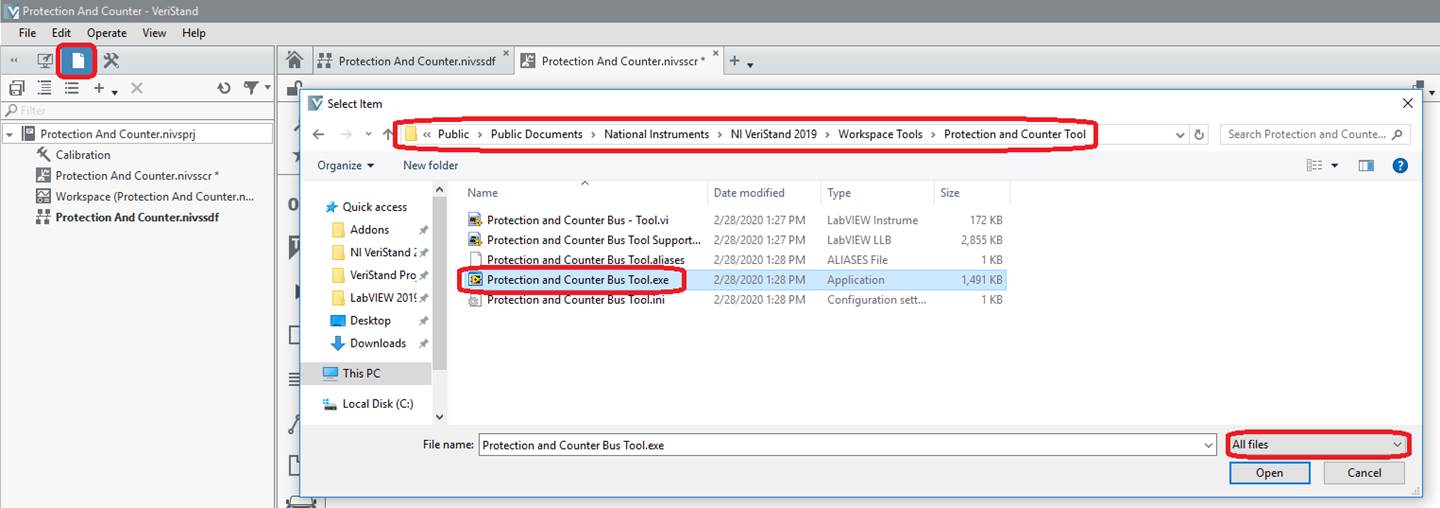 Protection And Counter - VeriStand
File Edit Operate View Help
Protection And Counter.nivssdf Protection And Counter.nivsscr *
Filter
Select Item
Public Public Documents National Instruments NI VeriStand 2019 Workspace Tools Protection and Counter Tool
Search Protection and Counte...
Protection And Counter.nivsprj
Calibration
Protection And Counter.nivsscr *
Workspace (Protection And Counter.n...
Protection And Counter.nivssdf
Organize New folder
Quick access
Addons
NI VeriStand 2
VeriStand Proj
LabVIEW 2019
Desktop
Downloads
This PC
Local Disk (C:)
Name Date modified Type Size
Protection and Counter Bus - Tool.vi 2/28/2020 1:27 PM LabVIEW Instrume 172 KB
Protection and Counter Bus Tool Support... 2/28/2020 1:27 PM LabVIEW LLB 2,855 KB
Protection and Counter Bus Tool.aliases 2/28/2020 1:28 PM ALIASES File 1 KB
Protection and Counter Bus Tool.exe 2/28/2020 1:28 PM Application 1,491 KB
Protection and Counter Bus Tool.ini 2/28/2020 1:28 PM Configuration sett... 1 KB
File name: Protection and Counter Bus Tool.exe All files
Open Cancel